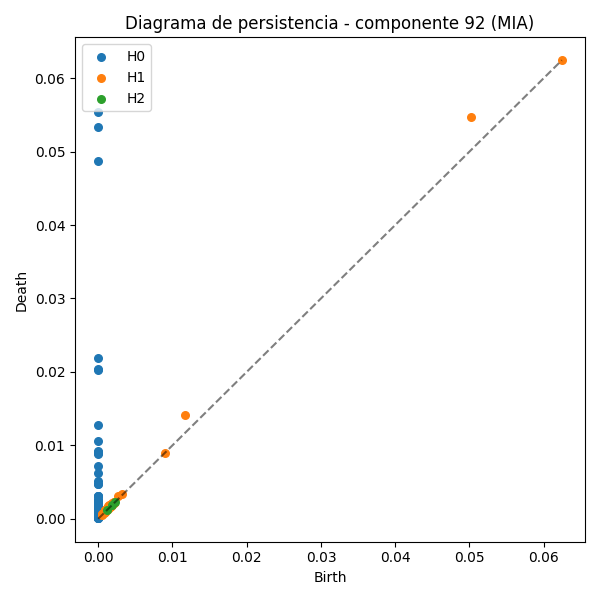 Diagrama de persistencia - componente 92 (MIA)
H0
H1
H2
0.06
0.05
0.04
0.03
0.02
0.01
0.00
Death
0.00 0.01 0.02 0.03 0.04 0.05 0.06
Birth